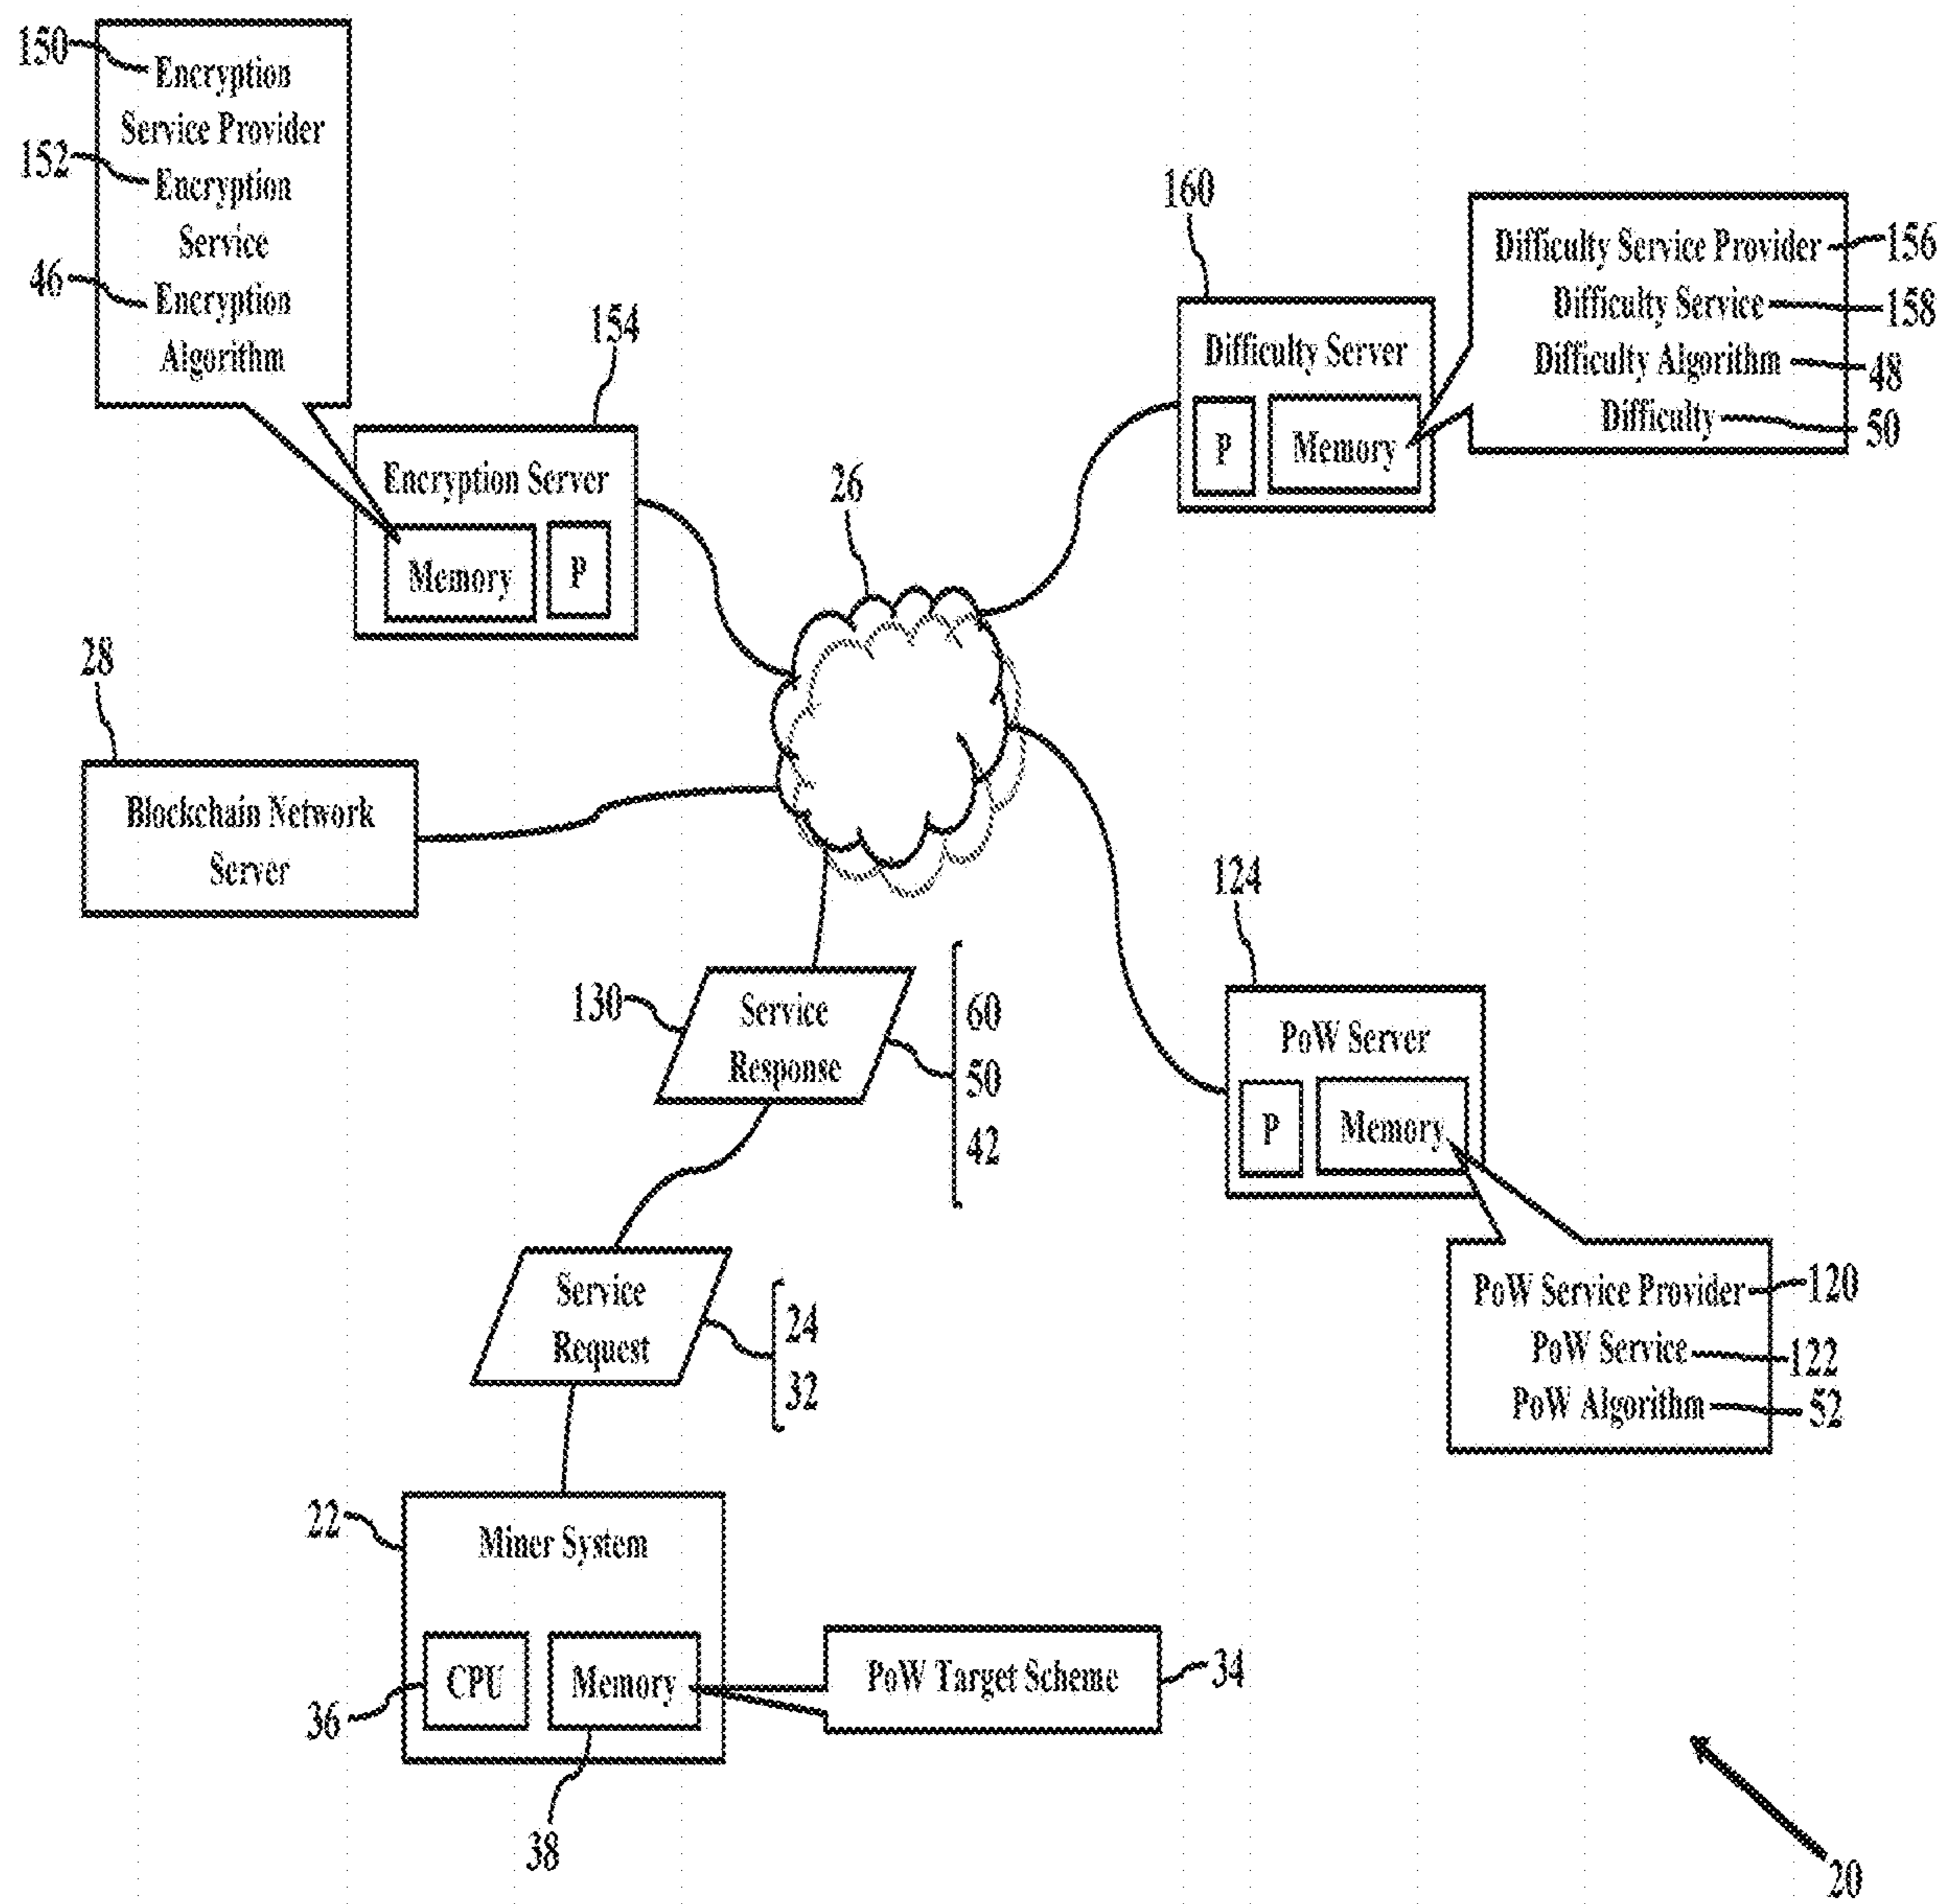 150
Encryption
Service Provider
152
Encryption
Service
46
Encryption
Algorithm
154
Encryption Server
Memory
P
160
Difficulty Server
P
Memory
Difficulty Service Provider
156
Difficulty Service
158
Difficulty Algorithm
48
Difficulty
50
26
28
Blockchain Network
Server
124
PoW Server
P
Memory
PoW Service Provider
120
PoW Service
122
PoW Algorithm
52
130
Service
Response
60
50
42
Service
Request
24
32
22
Miner System
CPU
Memory
36
38
PoW Target Scheme
34
20